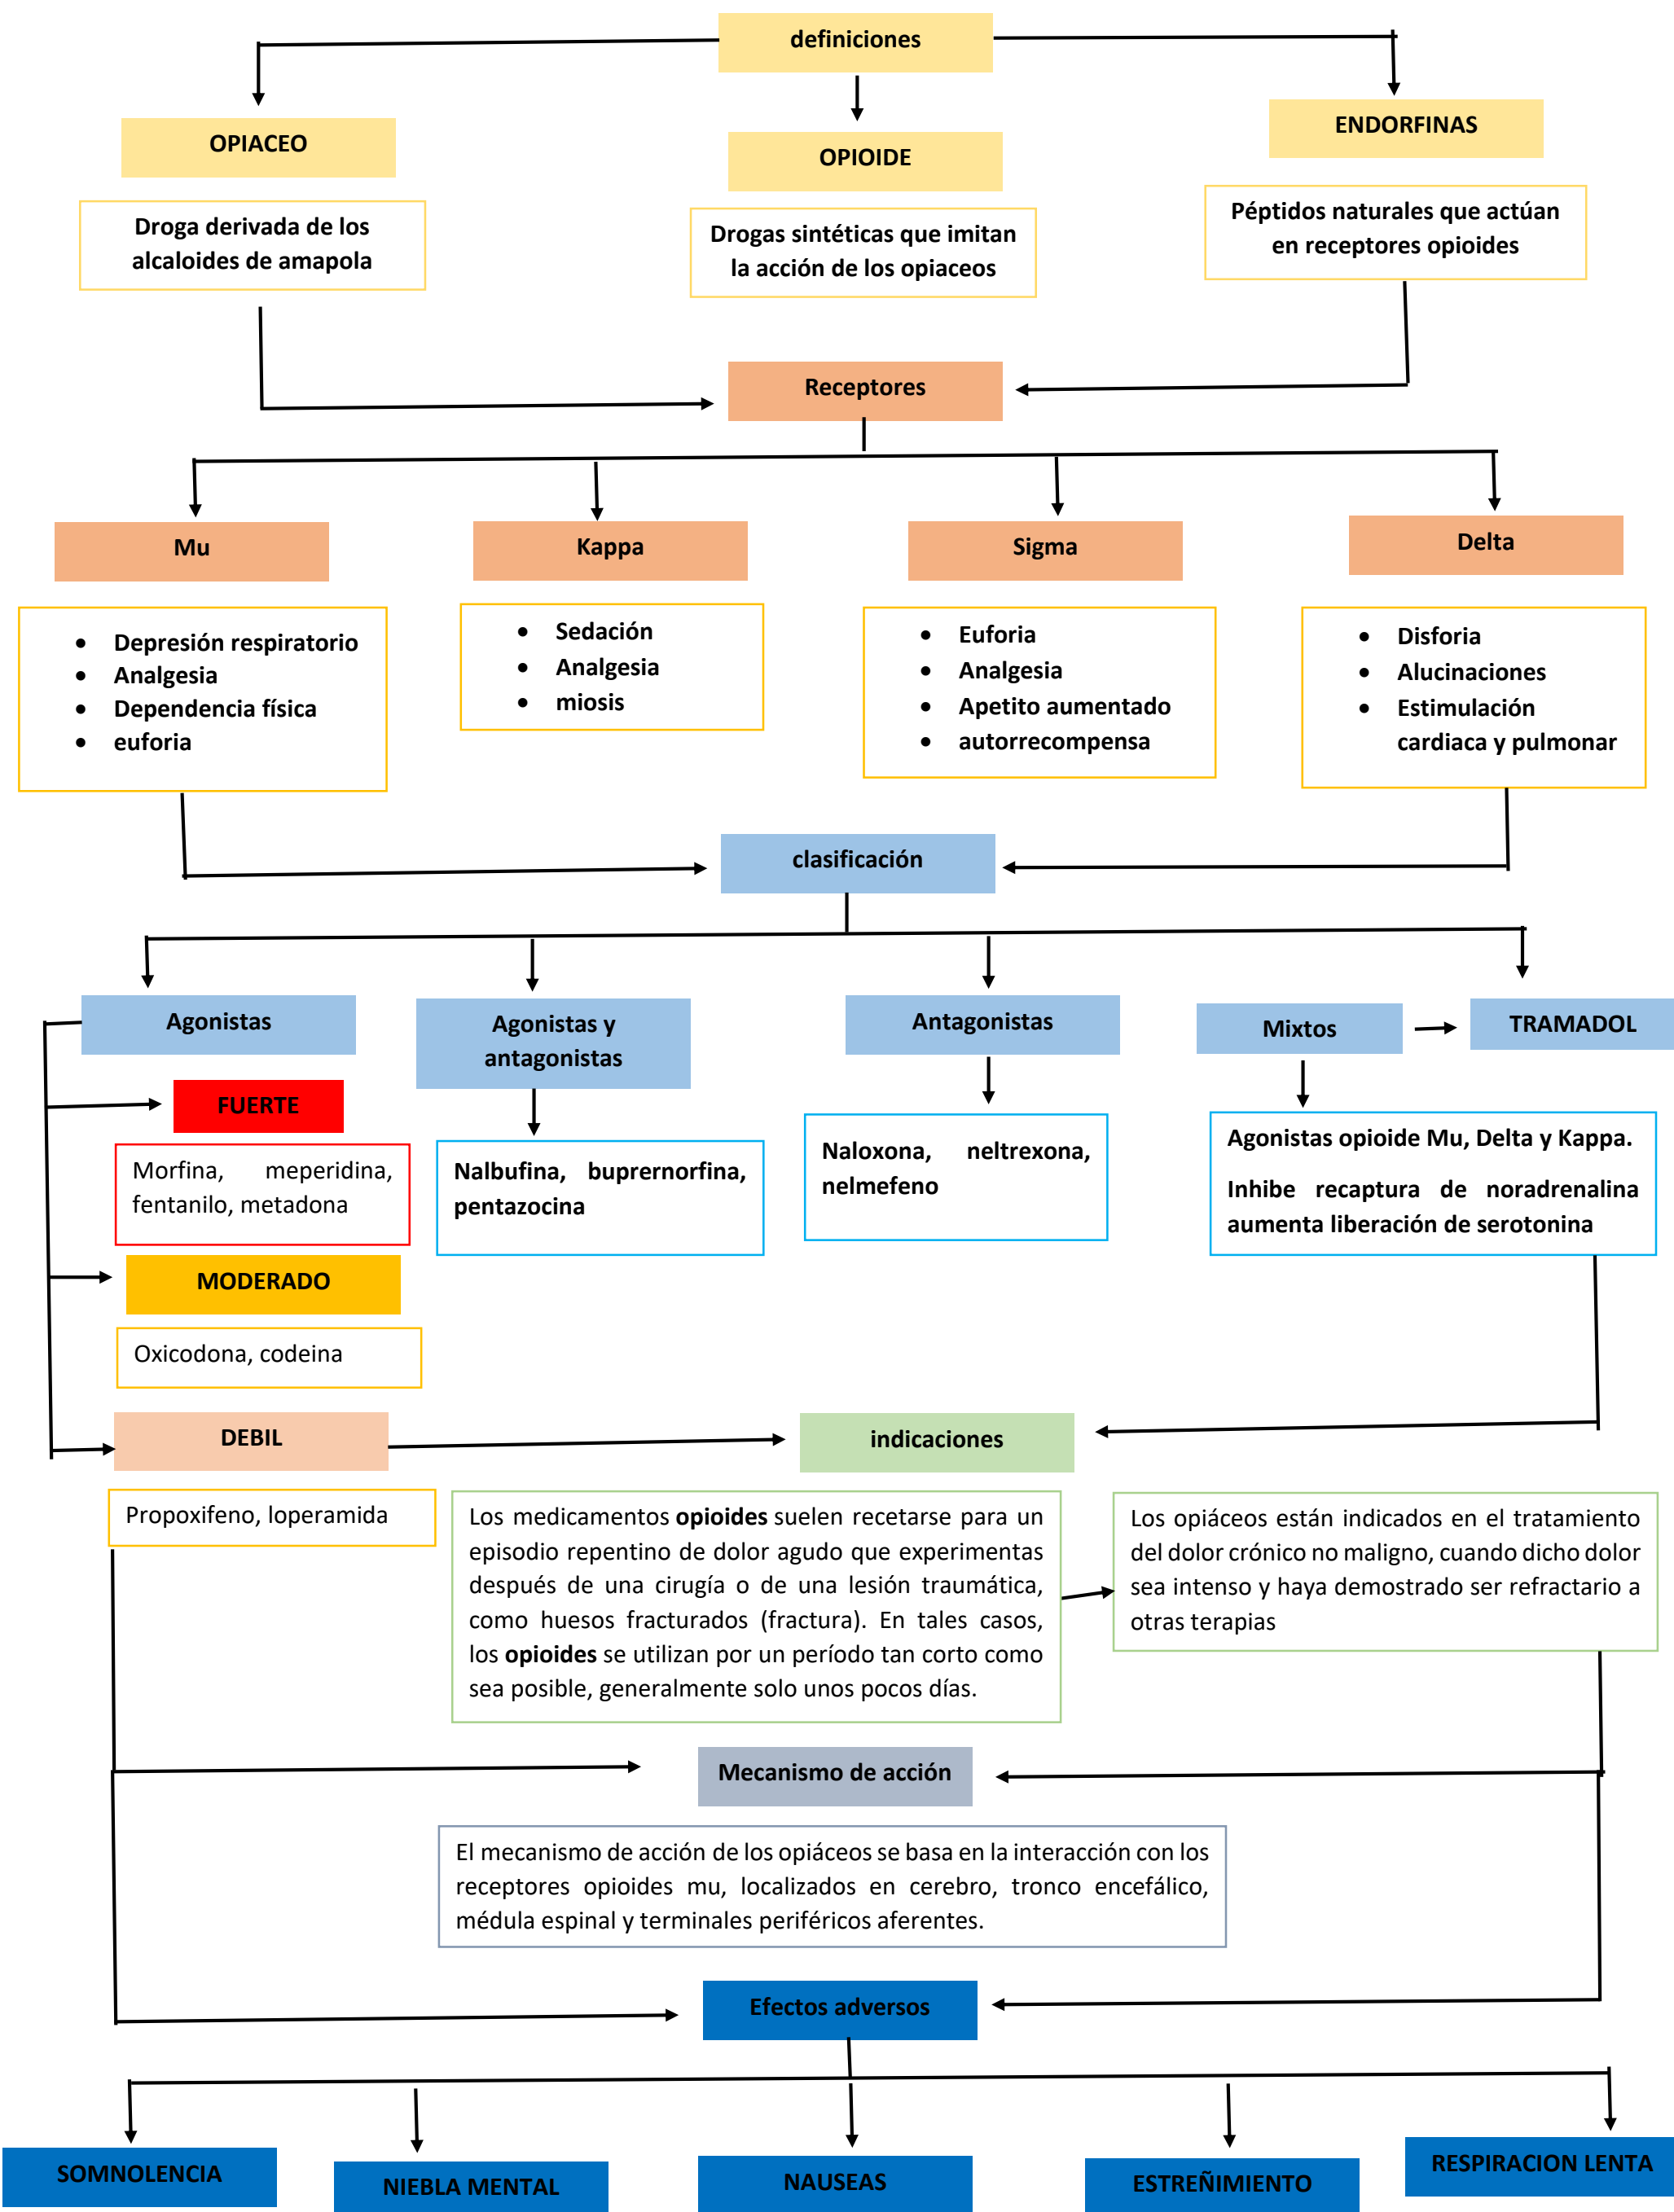 definiciones
OPIACEO
OPIOIDE
ENDORFINAS
Droga derivada de los
alcaloides de amapola
Drogas sintéticas que imitan
la acción de los opiaceos
Péptidos naturales que actúan
en receptores opioides
Receptores
Mu
Kappa
Sigma
Delta
• Depresión respiratorio
• Analgesia
• Dependencia física
• euforia
• Sedación
• Analgesia
• miosis
• Euforia
• Analgesia
• Apetito aumentado
• autorrecompensa
• Disforia
• Alucinaciones
• Estimulación
cardiaca y pulmonar
clasificación
Agonistas
Agonistas y
antagonistas
Antagonistas
Mixtos
TRAMADOL
FUERTE
Morfina, meperidina,
fentanilo, metadona
Nalbufina, buprernorfina,
pentazocina
Naloxona, neltrexona,
nelmefeno
Agonistas opioide Mu, Delta y Kappa.
Inhibe recaptura de noradrenalina
aumenta liberación de serotonina
MODERADO
Oxicodona, codeina
DEBIL
Propoxifeno, loperamida
indicaciones
Los medicamentos opioides suelen recetarse para un
episodio repentino de dolor agudo que experimentas
después de una cirugía o de una lesión traumática,
como huesos fracturados (fractura). En tales casos,
los opioides se utilizan por un período tan corto como
sea posible, generalmente solo unos pocos días.
Los opiáceos están indicados en el tratamiento
del dolor crónico no maligno, cuando dicho dolor
sea intenso y haya demostrado ser refractario a
otras terapias
Mecanismo de acción
El mecanismo de acción de los opiáceos se basa en la interacción con los
receptores opioides mu, localizados en cerebro, tronco encefálico,
médula espinal y terminales periféricos aferentes.
Efectos adversos
SOMNOLENCIA
NIEBLA MENTAL
NAUSEAS
ESTREÑIMIENTO
RESPIRACION LENTA